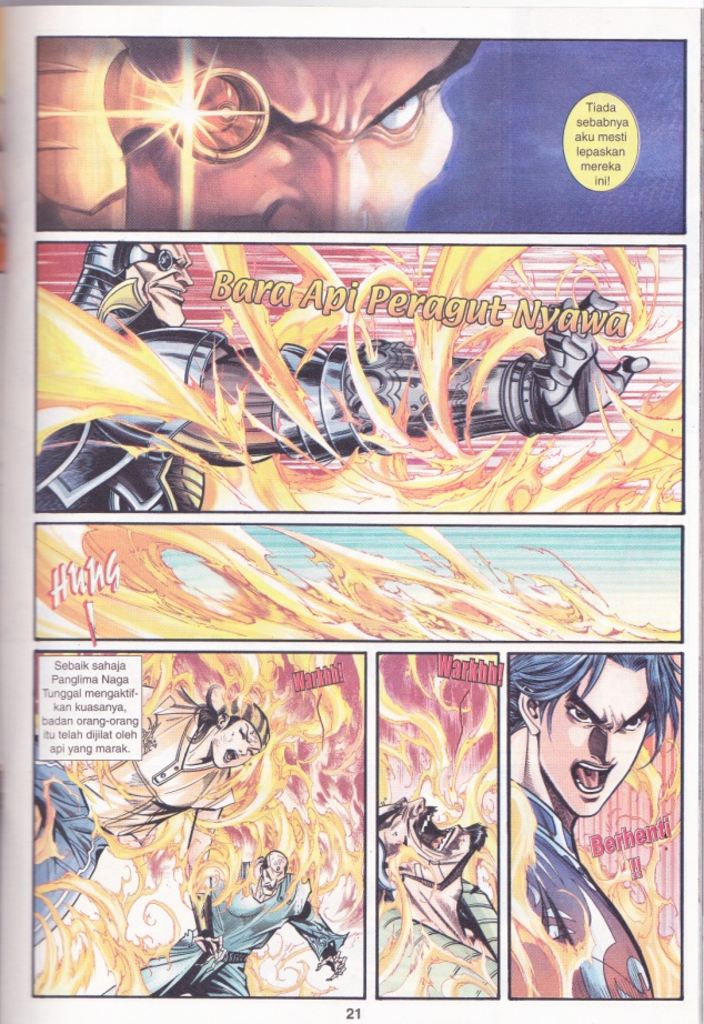 Tiada
sebabnya
aku mesti
lepaskan
mereka
ini!
Bara Api Peragut Nyawa
HUNG
!
Sebaik sahaja
Panglima Naga
Tunggal mengaktif-
kan kuasanya,
badan orang-orang
itu telah dijilat oleh
api yang marak.
Warkhh!
Warkhh!
Berhenti
!!
21